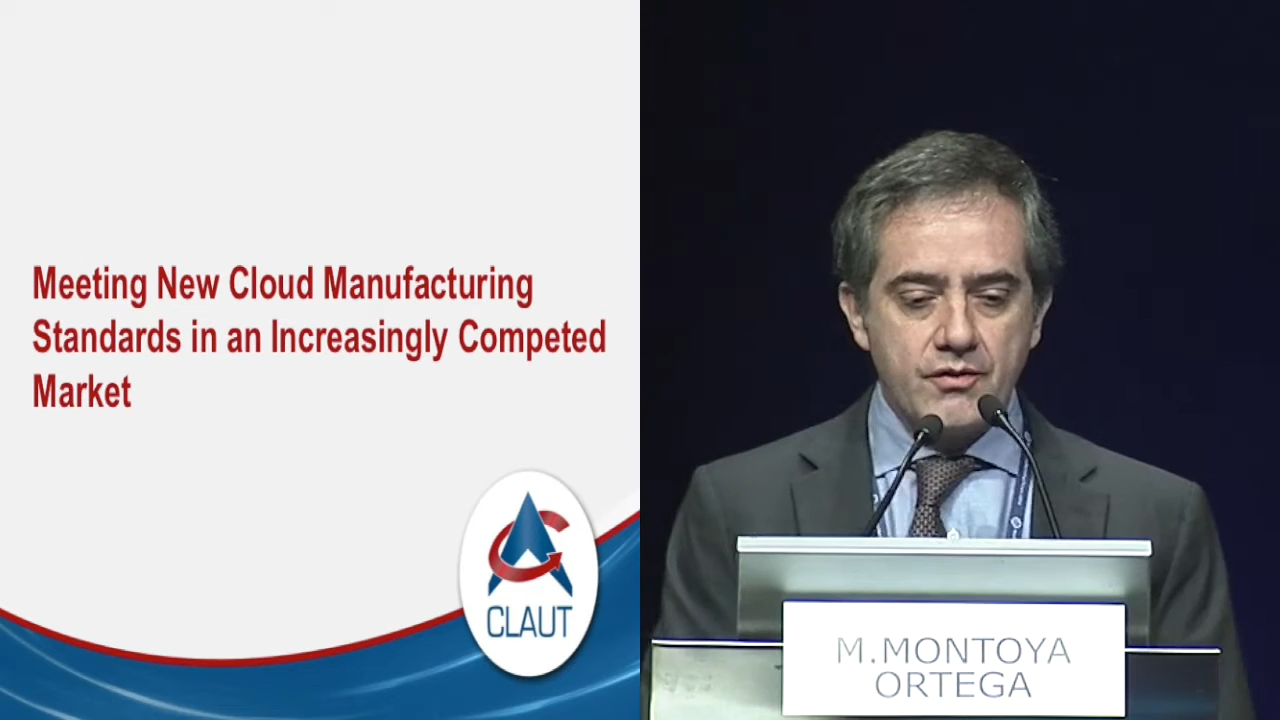 Meeting New Cloud Manufacturing
Standards in an Increasingly Competed
Market
CLAUT
M.MONTOYA
ORTEGA